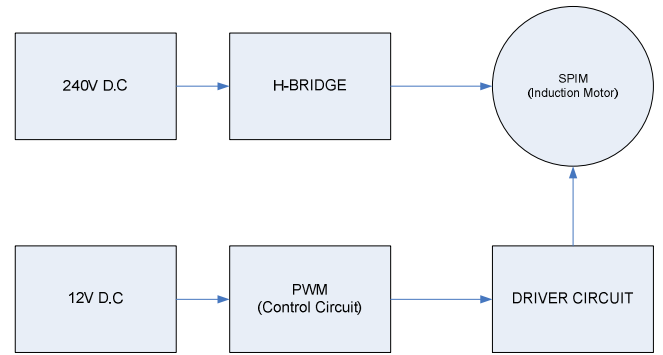 240V D.C
H-BRIDGE
SPIM
(Induction Motor)
12V D.C
PWM
(Control Circuit)
DRIVER CIRCUIT